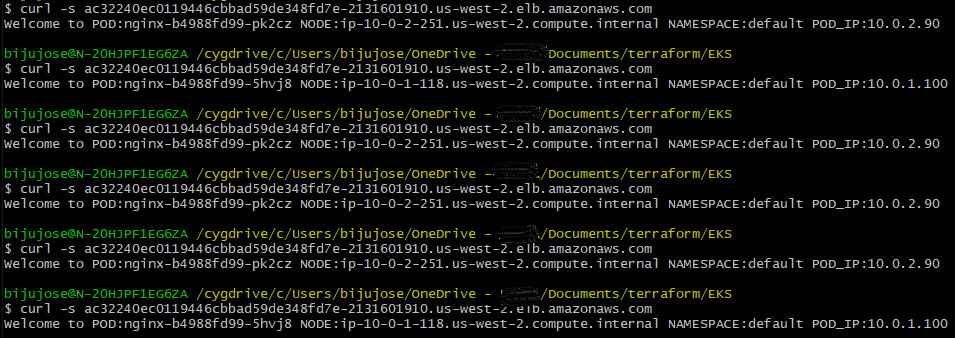 $ curl -s ac32240ec0119446cbbad59de348fd7e-2131601910.us-west-2.elb.amazonaws.com
Welcome to POD:nginx-b4988fd99-pk2cz NODE:ip-10-0-2-251.us-west-2.compute.internal NAMESPACE:default POD_IP:10.0.2.90
bijujose@N-20HJPF1EG6ZA /cygdrive/c/Users/bijujose/OneDrive - Documents/terraform/EKS
$ curl -s ac32240ec0119446cbbad59de348fd7e-2131601910.us-west-2.elb.amazonaws.com
Welcome to POD:nginx-b4988fd99-5hvj8 NODE:ip-10-0-1-118.us-west-2.compute.internal NAMESPACE:default POD_IP:10.0.1.100
bijujose@N-20HJPF1EG6ZA /cygdrive/c/Users/bijujose/OneDrive - /Documents/terraform/EKS
$ curl -s ac32240ec0119446cbbad59de348fd7e-2131601910.us-west-2.elb.amazonaws.com
Welcome to POD:nginx-b4988fd99-pk2cz NODE:ip-10-0-2-251.us-west-2.compute.internal NAMESPACE:default POD_IP:10.0.2.90
bijujose@N-20HJPF1EG6ZA /cygdrive/c/Users/bijujose/OneDrive - /Documents/terraform/EKS
$ curl -s ac32240ec0119446cbbad59de348fd7e-2131601910.us-west-2.elb.amazonaws.com
Welcome to POD:nginx-b4988fd99-pk2cz NODE:ip-10-0-2-251.us-west-2.compute.internal NAMESPACE:default POD_IP:10.0.2.90
bijujose@N-20HJPF1EG6ZA /cygdrive/c/Users/bijujose/OneDrive - /Documents/terraform/EKS
$ curl -s ac32240ec0119446cbbad59de348fd7e-2131601910.us-west-2.elb.amazonaws.com
Welcome to POD:nginx-b4988fd99-pk2cz NODE:ip-10-0-2-251.us-west-2.compute.internal NAMESPACE:default POD_IP:10.0.2.90
bijujose@N-20HJPF1EG6ZA /cygdrive/c/Users/bijujose/OneDrive - /Documents/terraform/EKS
$ curl -s ac32240ec0119446cbbad59de348fd7e-2131601910.us-west-2.elb.amazonaws.com
Welcome to POD:nginx-b4988fd99-5hvj8 NODE:ip-10-0-1-118.us-west-2.compute.internal NAMESPACE:default POD_IP:10.0.1.100